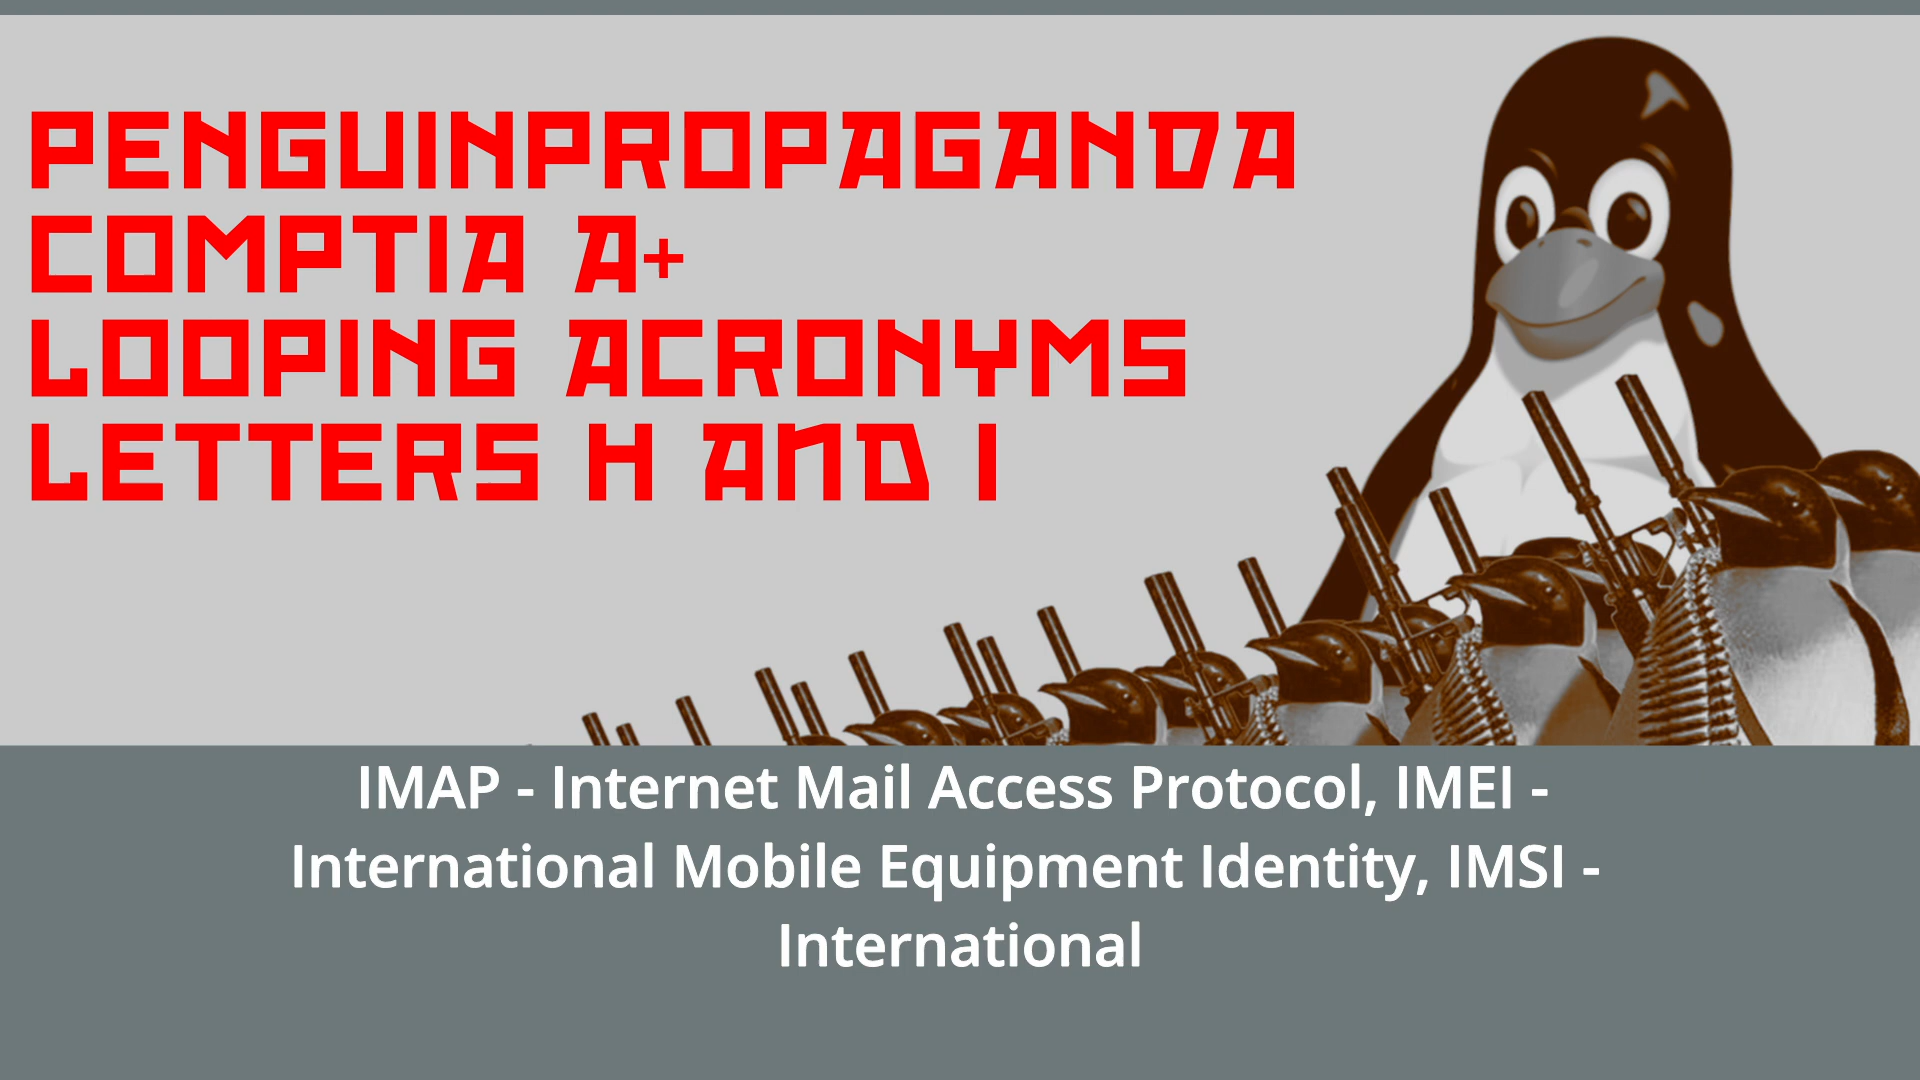 PENGUINPROPAGANDA
COMPTIA A+
LOOPING ACRONYMS
LETTERS H AND I
IMAP - Internet Mail Access Protocol, IMEI -
International Mobile Equipment Identity, IMSI -
International